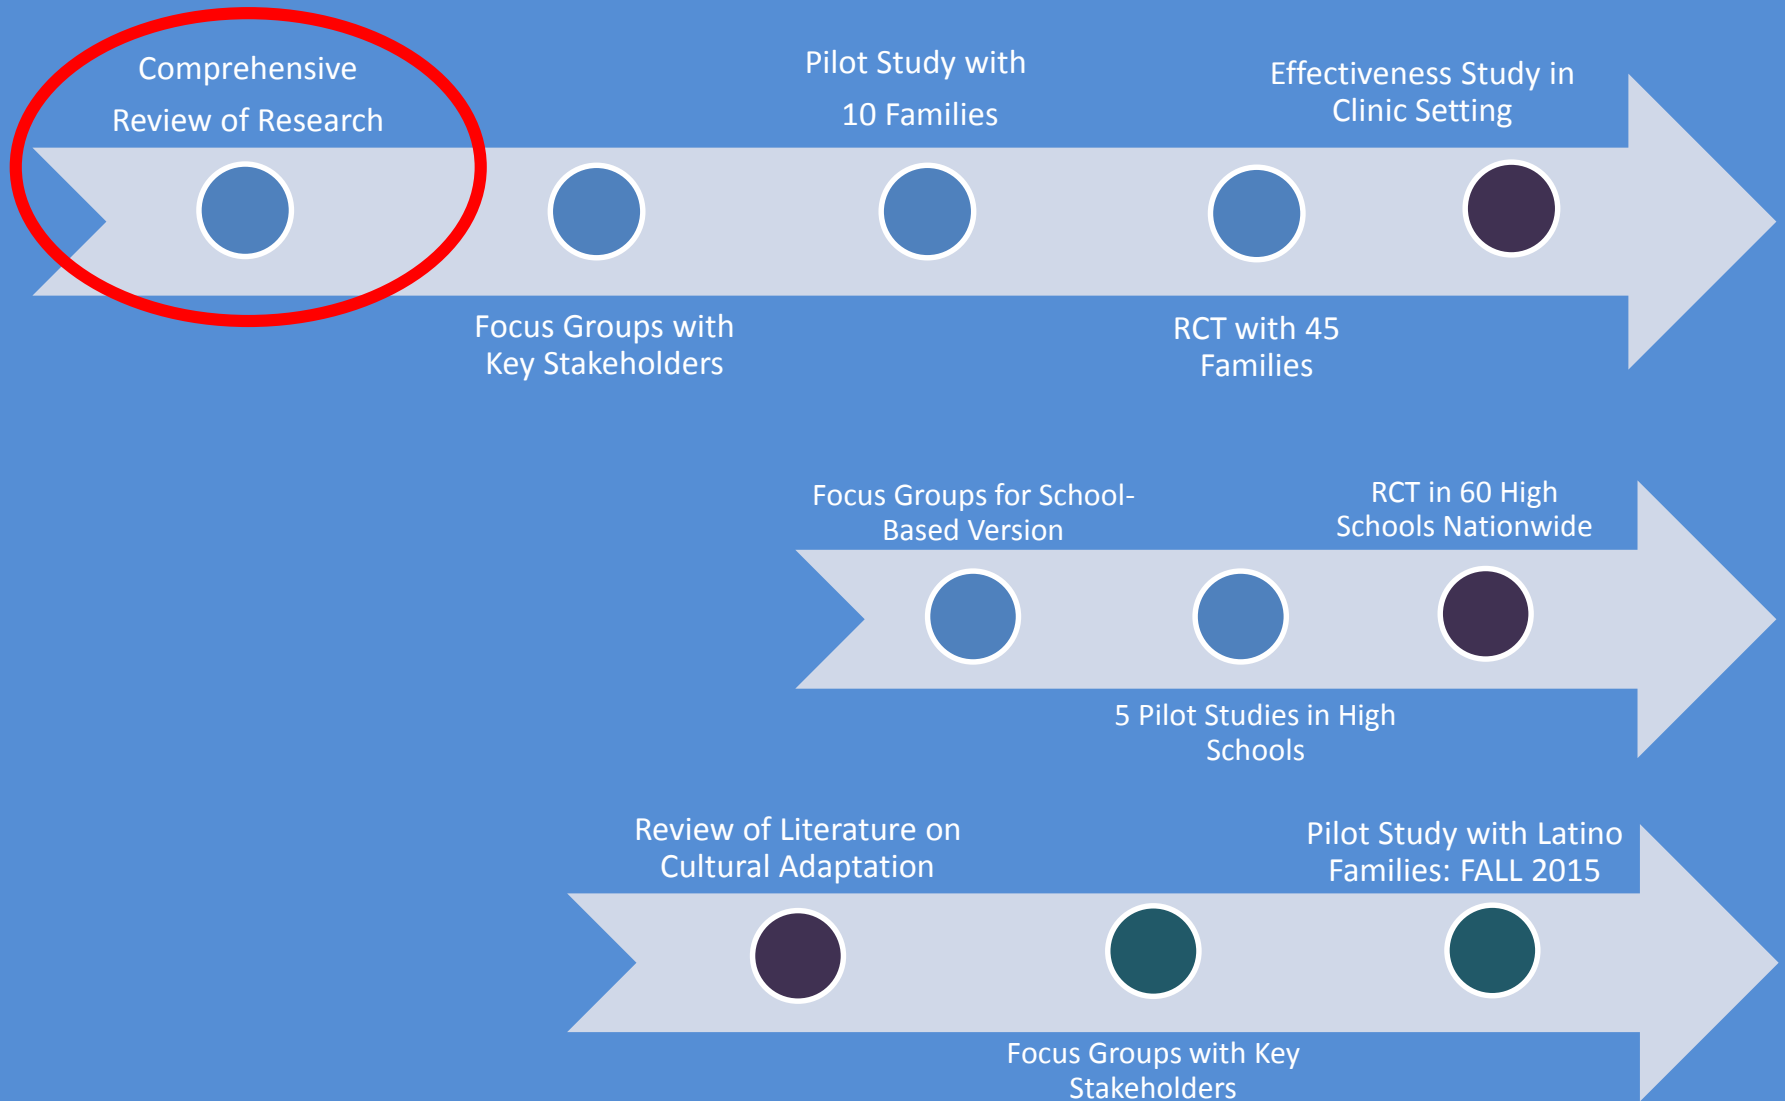 Comprehensive
Review of Research
Pilot Study with
10 Families
Effectiveness Study in
Clinic Setting
Focus Groups with
Key Stakeholders
RCT with 45
Families
Focus Groups for School-
Based Version
RCT in 60 High
Schools Nationwide
5 Pilot Studies in High
Schools
Review of Literature on
Cultural Adaptation
Pilot Study with Latino
Families: FALL 2015
Focus Groups with Key
Stakeholders